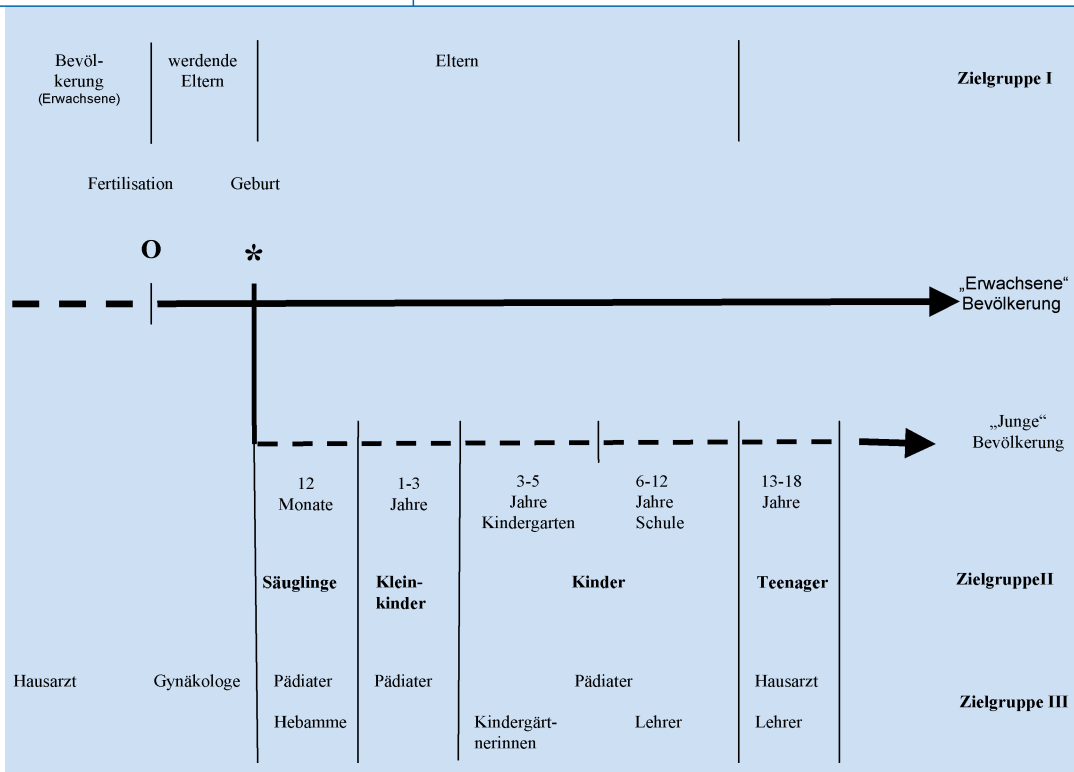 Bevöl-
kerung
(Erwachsene)
werdende
Eltern
Eltern
Zielgruppe I
Fertilisation
Geburt
O
*
„Erwachsene“
Bevölkerung
„Junge“
Bevölkerung
12
Monate
1-3
Jahre
3-5
Jahre
Kindergarten
6-12
Jahre
Schule
13-18
Jahre
Säuglinge
Klein-
kinder
Kinder
Teenager
ZielgruppeII
Hausarzt
Gynäkologe
Pädiater
Hebamme
Pädiater
Pädiater
Kindergärt-
nerinnen
Lehrer
Hausarzt
Lehrer
Zielgruppe III